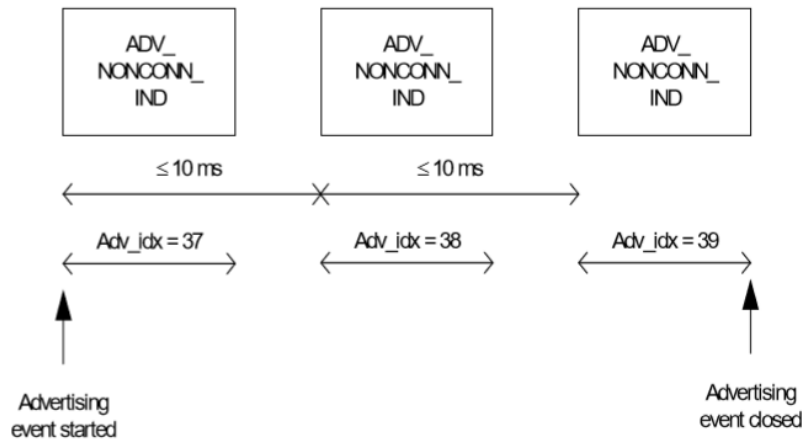 ADV_
NONCONN_
IND
ADV_
NONCONN_
IND
ADV_
NONCONN_
IND
≤ 10 ms
≤ 10 ms
Adv_idx = 37
Adv_idx = 38
Adv_idx = 39
Advertising
event started
Advertising
event closed